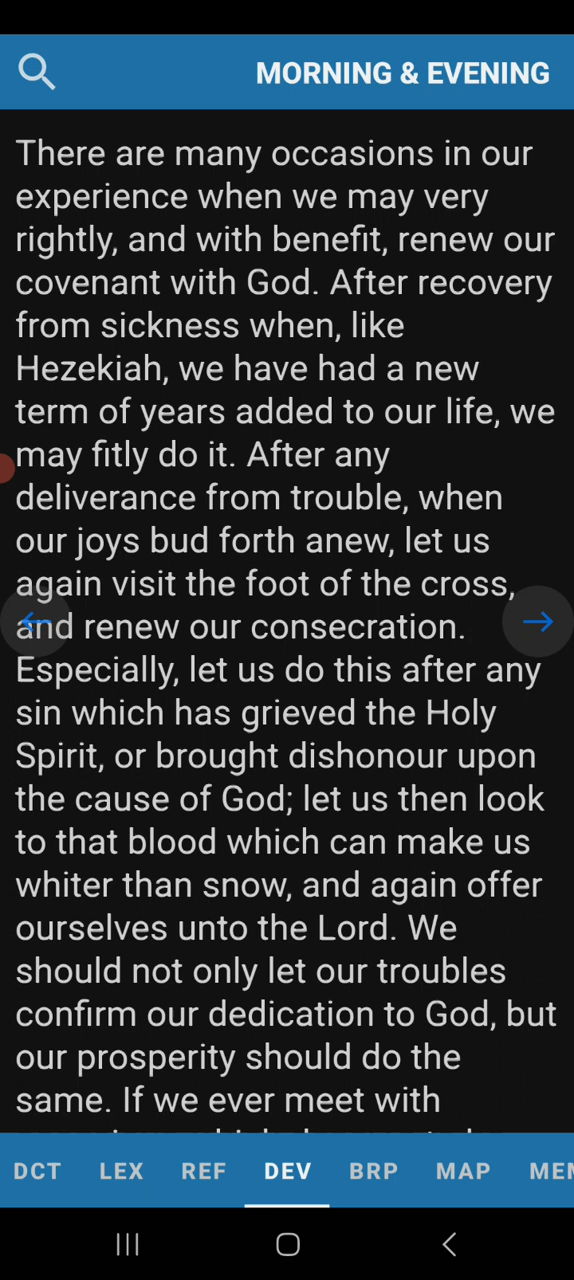 MORNING & EVENING
There are many occasions in our
experience when we may very
rightly, and with benefit, renew our
covenant with God. After recovery
from sickness when, like
Hezekiah, we have had a new
term of years added to our life, we
may fitly do it. After any
deliverance from trouble, when
our joys bud forth anew, let us
again visit the foot of the cross,
and renew our consecration.
Especially, let us do this after any
sin which has grieved the Holy
Spirit, or brought dishonour upon
the cause of God; let us then look
to that blood which can make us
whiter than snow, and again offer
ourselves unto the Lord. We
should not only let our troubles
confirm our dedication to God, but
our prosperity should do the
same. If we ever meet with
DCT LEX REF DEV BRP MAP